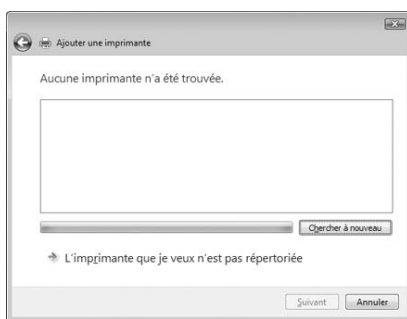 Ajouter une imprimante
Aucune imprimante n'a été trouvée.
Chercher à nouveau
L'imprimante que je veux n'est pas répertoriée
Suivant
Annuler